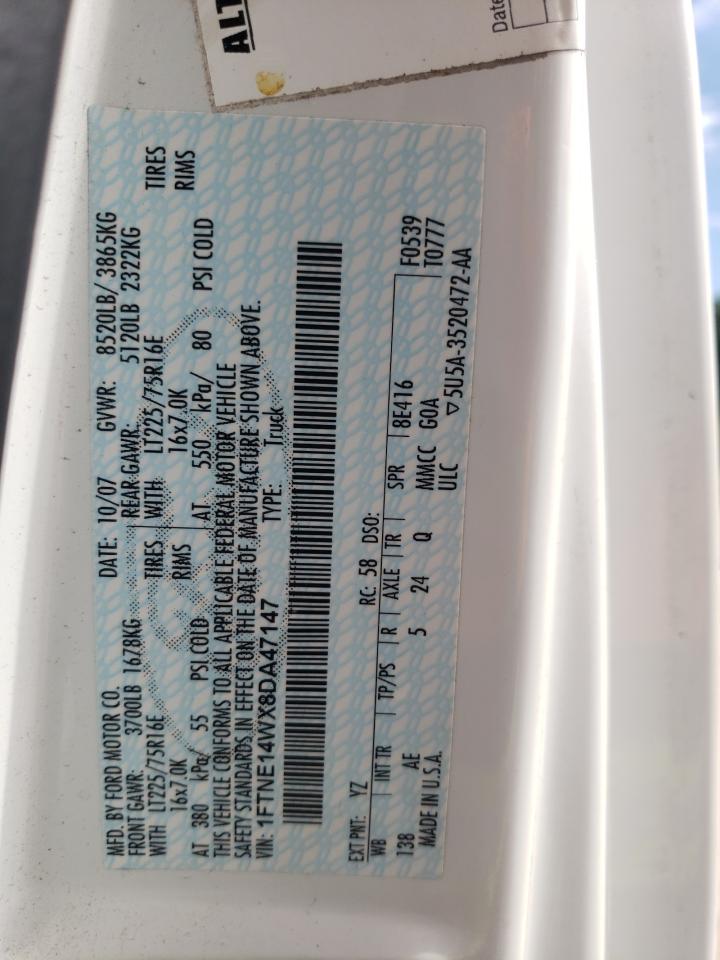 ALT
Date
MFD. BY FORD MOTOR CO.
DATE: 10/07 GVWR: 8520LB/ 3865KG
FRONT GAWR: 3700LB 1678KG REAR GAWR: 5120LB 2322KG
WITH LT225/75R16E TIRES WITH LT225/75R16E TIRES
16x7.0K RIMS 16x7.0K RIMS
AT 380 kPa/ 55 PSI COLD AT 550 kPa/ 80 PSI COLD
THIS VEHICLE CONFORMS TO ALL APPLICABLE FEDERAL MOTOR VEHICLE
SAFETY STANDARDS IN EFFECT ON THE DATE OF MANUFACTURE SHOWN ABOVE.
VIN: 1FTNE14WX8DA47147 TYPE: Truck
EXT PNT: YZ RC: 58 DSO:
WB INT TR TP/PS R AXLE TR SPR 8E416 F0539
138 AE 5 24 Q MMCC GOA T0777
MADE IN U.S.A. ULC
▽5U5A-3520472-AA